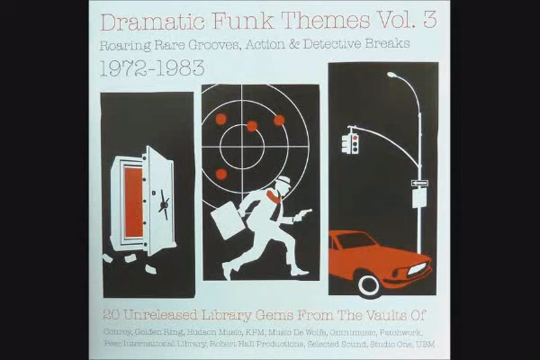 Dramatic Funk Themes Vol. 3
Roaring Rare Grooves, Action & Detective Breaks
1972-1983
20 Unreleased Library Gems From The Vaults Of
Conroy, Golden Ring, Hudson Music, KPM, Music De Wolfe, Omnimusic, Patchwork,
Peer International Library, Robert Hall Productions, Selected Sound, Studio One, UBM